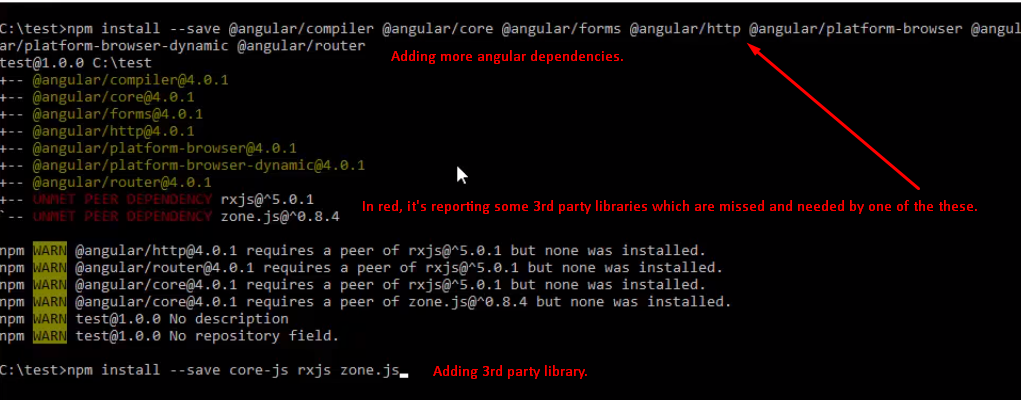 C:\test>npm install --save @angular/compiler @angular/core @angular/forms @angular/http @angular/platform-browser @angul
ar/platform-browser-dynamic @angular/router
Adding more angular dependencies.
test@1.0.0 C:\test
+-- @angular/compiler@4.0.1
+-- @angular/core@4.0.1
+-- @angular/forms@4.0.1
+-- @angular/http@4.0.1
+-- @angular/platform-browser@4.0.1
+-- @angular/platform-browser-dynamic@4.0.1
+-- @angular/router@4.0.1
+-- UNMET PEER DEPENDENCY rxjs@^5.0.1
`-- UNMET PEER DEPENDENCY zone.js@^0.8.4
In red, it's reporting some 3rd party libraries which are missed and needed by one of the these.
npm WARN @angular/http@4.0.1 requires a peer of rxjs@^5.0.1 but none was installed.
npm WARN @angular/router@4.0.1 requires a peer of rxjs@^5.0.1 but none was installed.
npm WARN @angular/core@4.0.1 requires a peer of rxjs@^5.0.1 but none was installed.
npm WARN @angular/core@4.0.1 requires a peer of zone.js@^0.8.4 but none was installed.
npm WARN test@1.0.0 No description
npm WARN test@1.0.0 No repository field.
C:\test>npm install --save core-js rxjs zone.js
Adding 3rd party library.